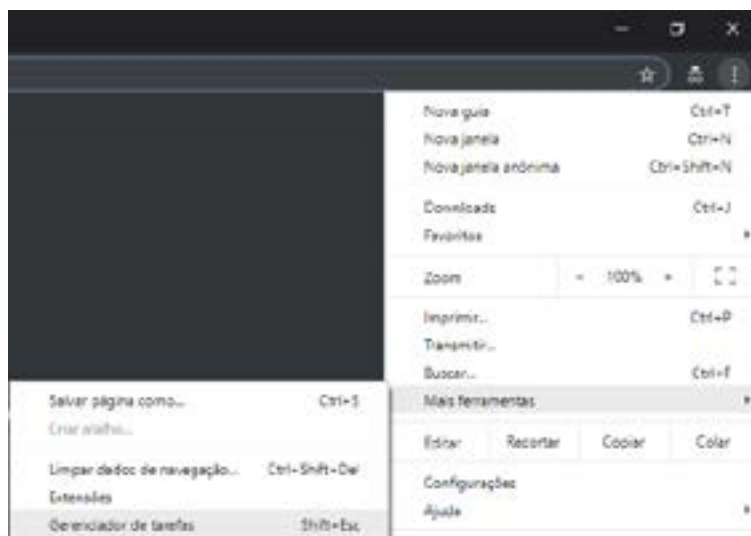 Nova guia Ctrl+T
Nova janela Ctrl+N
Nova janela anônima Ctrl+Shift+N
Downloads Ctrl+J
Favoritos
Zoom - 100% +
Imprimir... Ctrl+P
Transmitir...
Buscar... Ctrl+F
Mais ferramentas
Editar Recortar Copiar Colar
Configurações
Ajuda
Salvar página como... Ctrl+S
Criar atalho...
Limpar dados de navegação... Ctrl+Shift+Del
Extensões
Gerenciador de tarefas Shift+Esc